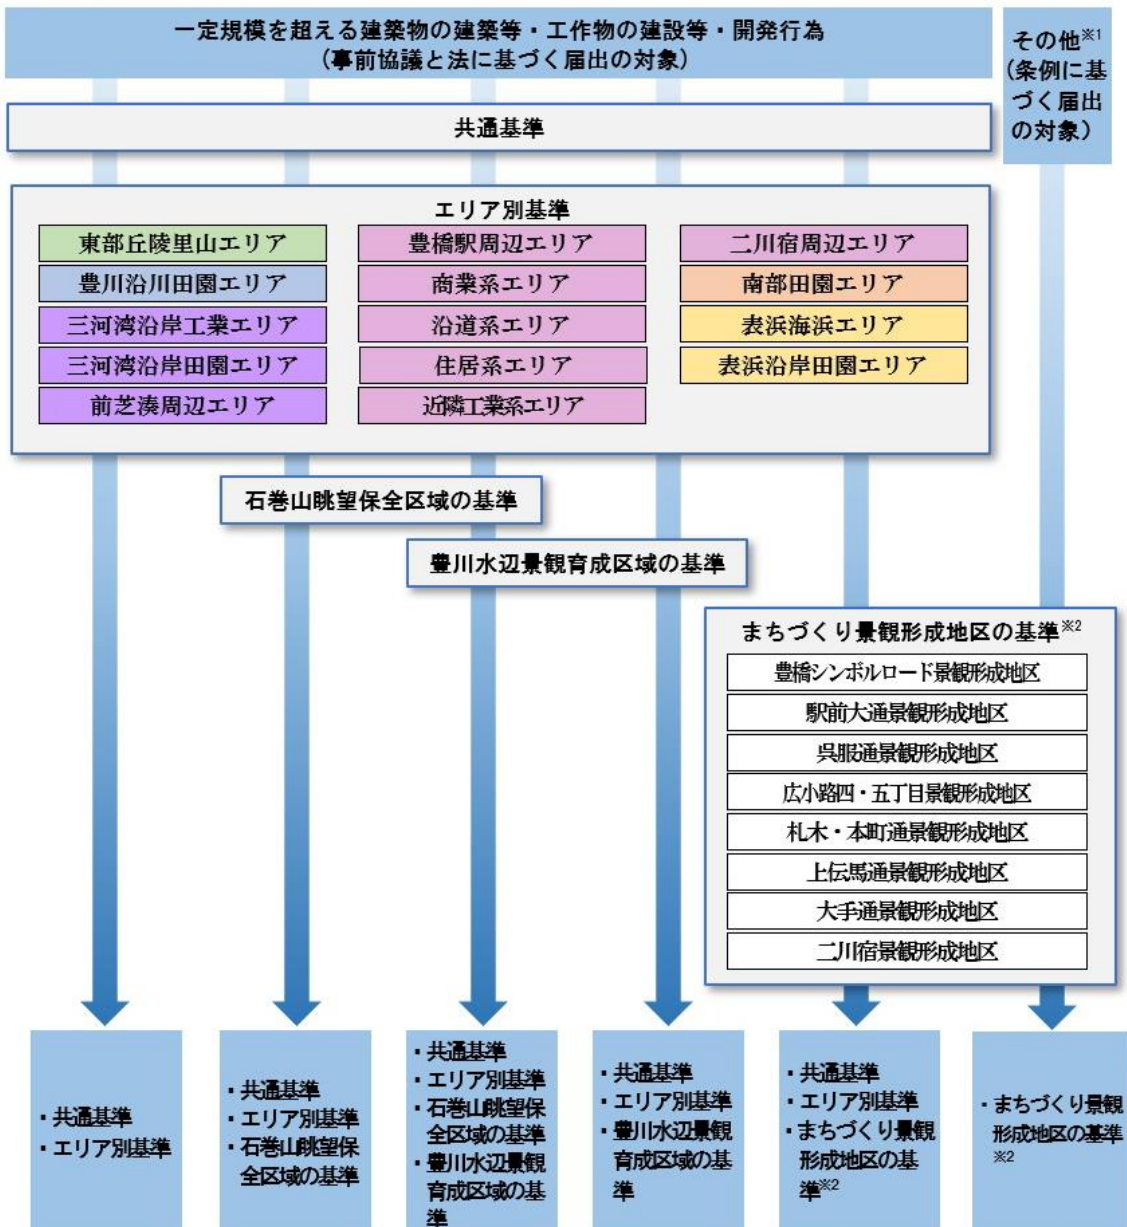 一定規模を超える建築物の建築等・工作物の建設等・開発行為
(事前協議と法に基づく届出の対象)
その他※1
(条例に基
づく届出
の対象)
共通基準
エリア別基準
東部丘陵里山エリア
豊川沿川田園エリア
三河湾沿岸工業エリア
三河湾沿岸田園エリア
前芝湊周辺エリア
豊橋駅周辺エリア
商業系エリア
沿道系エリア
住居系エリア
近隣工業系エリア
二川宿周辺エリア
南部田園エリア
表浜海浜エリア
表浜沿岸田園エリア
石巻山眺望保全区域の基準
豊川水辺景観育成区域の基準
まちづくり景観形成地区の基準※2
豊橋シンボルロード景観形成地区
駅前大通景観形成地区
呉服通景観形成地区
広小路四・五丁目景観形成地区
札木・本町通景観形成地区
上伝馬通景観形成地区
大手通景観形成地区
二川宿景観形成地区
・共通基準
・エリア別基準
・共通基準
・エリア別基準
・石巻山眺望保
全区域の基準
・共通基準
・エリア別基準
・石巻山眺望保
全区域の基準
・豊川水辺景観
育成区域の基
準
・共通基準
・エリア別基準
・豊川水辺景観
育成区域の基
準
・共通基準
・エリア別基準
・まちづくり景観
形成地区の基
準※2
・まちづくり景観
形成地区の基準
※2